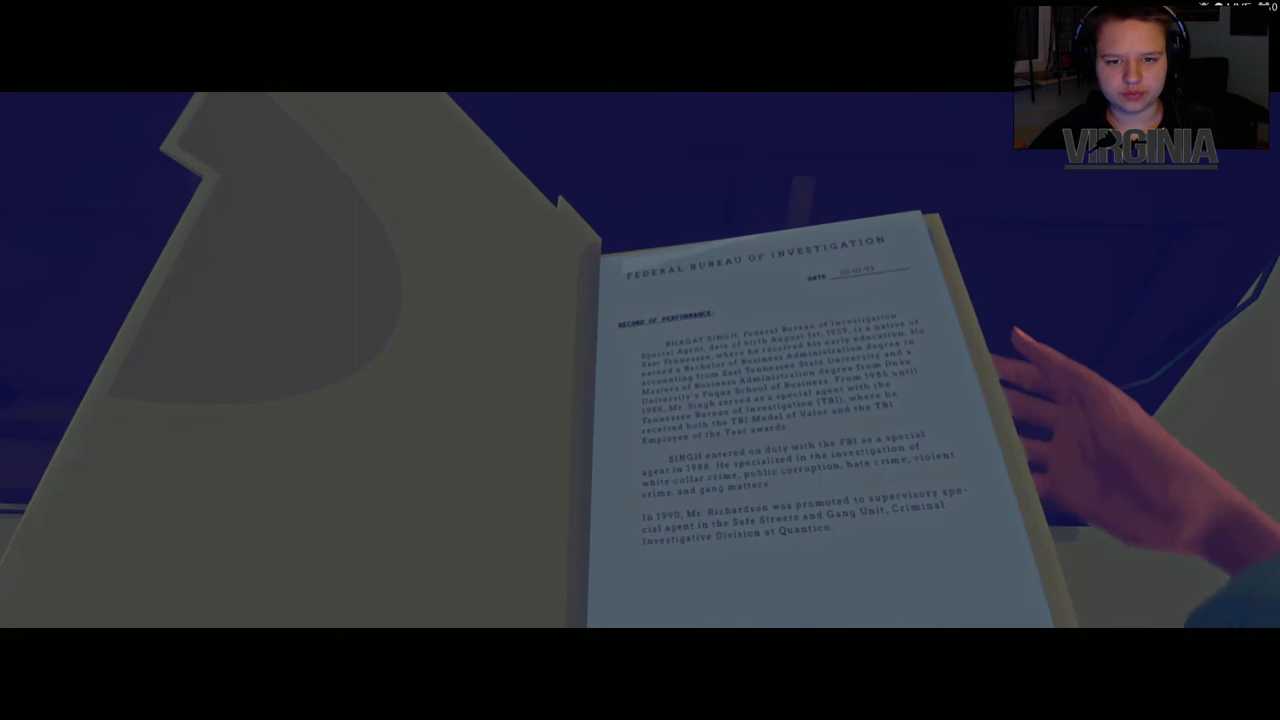 LIVE
VIRGINIA
FEDERAL BUREAU OF INVESTIGATION
DATE
RECORD OF PERFORMANCE:
BHAGAT SINGH, Federal Bureau of Investigation
Special Agent, date of birth August 1st, 1959, is a native of
East Tennessee, where he received his early education. He
earned a Bachelor of Business Administration degree in
accounting from East Tennessee State University and a
Masters of Business Administration degree from Duke
University's Fuqua School of Business. From 1985 until
1988, Mr. Singh served as a special agent with the
Tennessee Bureau of Investigation (TBI), where he
received both the TBI Medal of Valor and the TBI
Employee of the Year awards.
SINGH entered on duty with the FBI as a special
agent in 1988. He specialized in the investigation of
white-collar crime, public corruption, hate crime, violent
crime, and gang matters
In 1990, Mr. Richardson was promoted to supervisory spe-
cial agent in the Safe Streets and Gang Unit, Criminal
Investigative Division at Quantico.